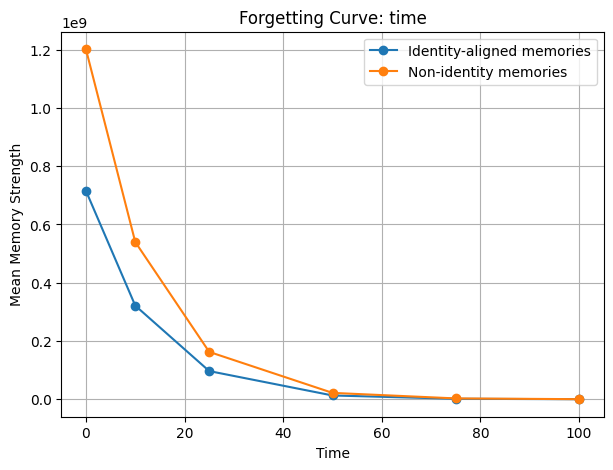 Forgetting Curve: time
1e9
Identity-aligned memories
Non-identity memories
1.2
1.0
0.8
0.6
0.4
0.2
0.0
Mean Memory Strength
0 20 40 60 80 100
Time